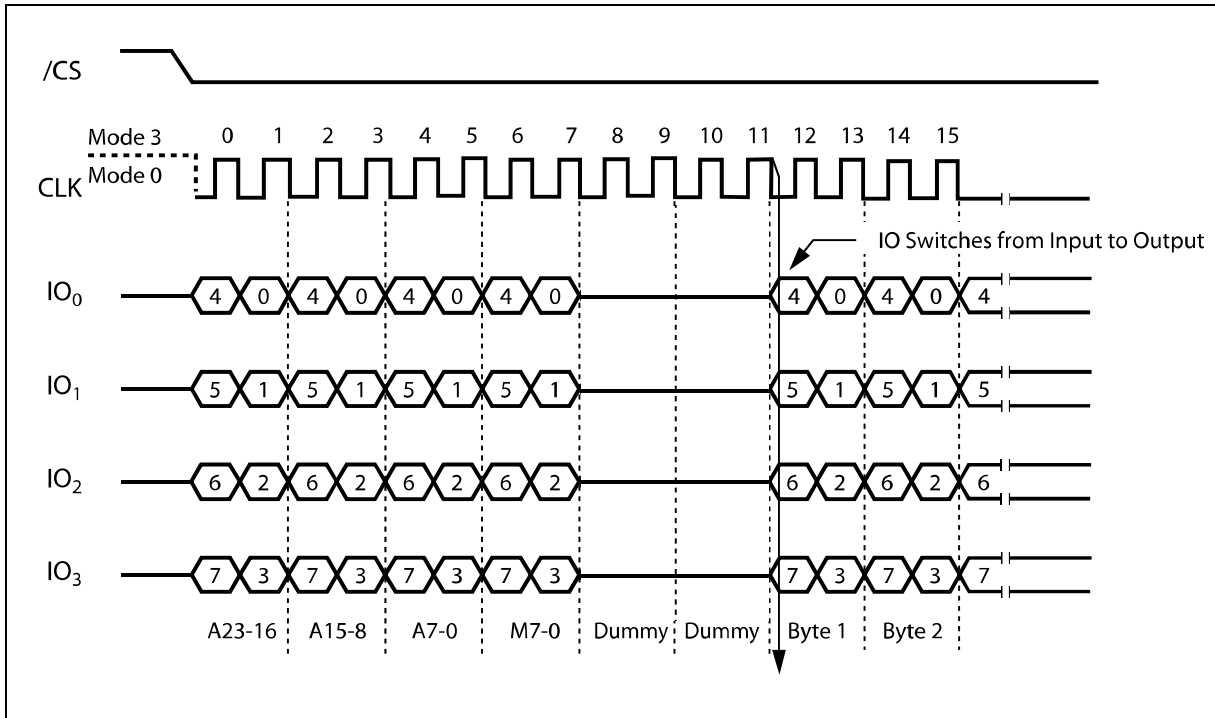 /CS
Mode 3
0 1 2 3 4 5 6 7 8 9 10 11 12 13 14 15
CLK
Mode 0
IO Switches from Input to Output
IO0 4 0 4 0 4 0 4 0 4 0 4 0 4
IO1 5 1 5 1 5 1 5 1 5 1 5 1 5
IO2 6 2 6 2 6 2 6 2 6 2 6 2 6
IO3 7 3 7 3 7 3 7 3 7 3 7 3 7
A23-16 A15-8 A7-0 M7-0 Dummy Dummy Byte 1 Byte 2